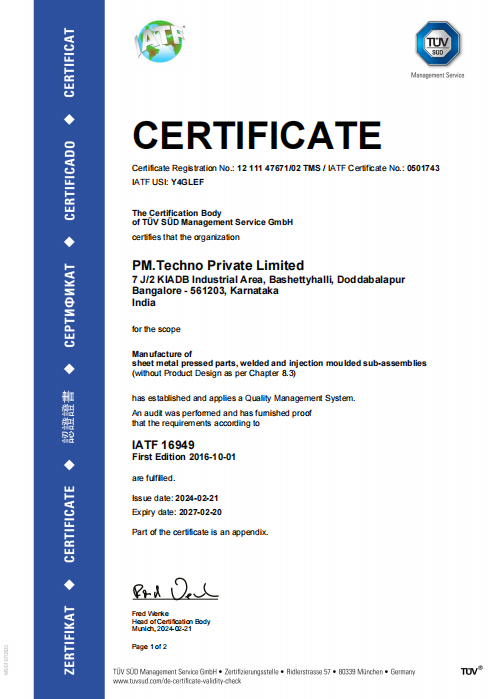 IATF
TÜV
SÜD
Management Service
CERTIFICATE
Certificate Registration No.: 12 111 47671/02 TMS / IATF Certificate No.: 0501743
IATF USI: Y4GLEF
The Certification Body
of TÜV SÜD Management Service GmbH
certifies that the organization
PM.Techno Private Limited
7 J/2 KIADB Industrial Area, Bashettyhalli, Doddabalapur
Bangalore - 561203, Karnataka
India
for the scope
Manufacture of
sheet metal pressed parts, welded and injection moulded sub-assemblies
(without Product Design as per Chapter 8.3)
has established and applies a Quality Management System.
An audit was performed and has furnished proof
that the requirements according to
IATF 16949
First Edition 2016-10-01
are fulfilled.
Issue date: 2024-02-21
Expiry date: 2027-02-20
Part of the certificate is an appendix.
Fred Wenke
Head of Certification Body
Munich, 2024-02-21
Page 1 of 2
TÜV SÜD Management Service GmbH • Zertifizierungsstelle • Ridlerstrasse 57 • 80339 München • Germany
www.tuvsud.com/de-certificate-validity-check
TÜV®
ZERTIFIKAT ◆ CERTIFICATE ◆ 認證證書 ◆ СЕРТИФИКАТ ◆ CERTIFICADO ◆ CERTIFICAT